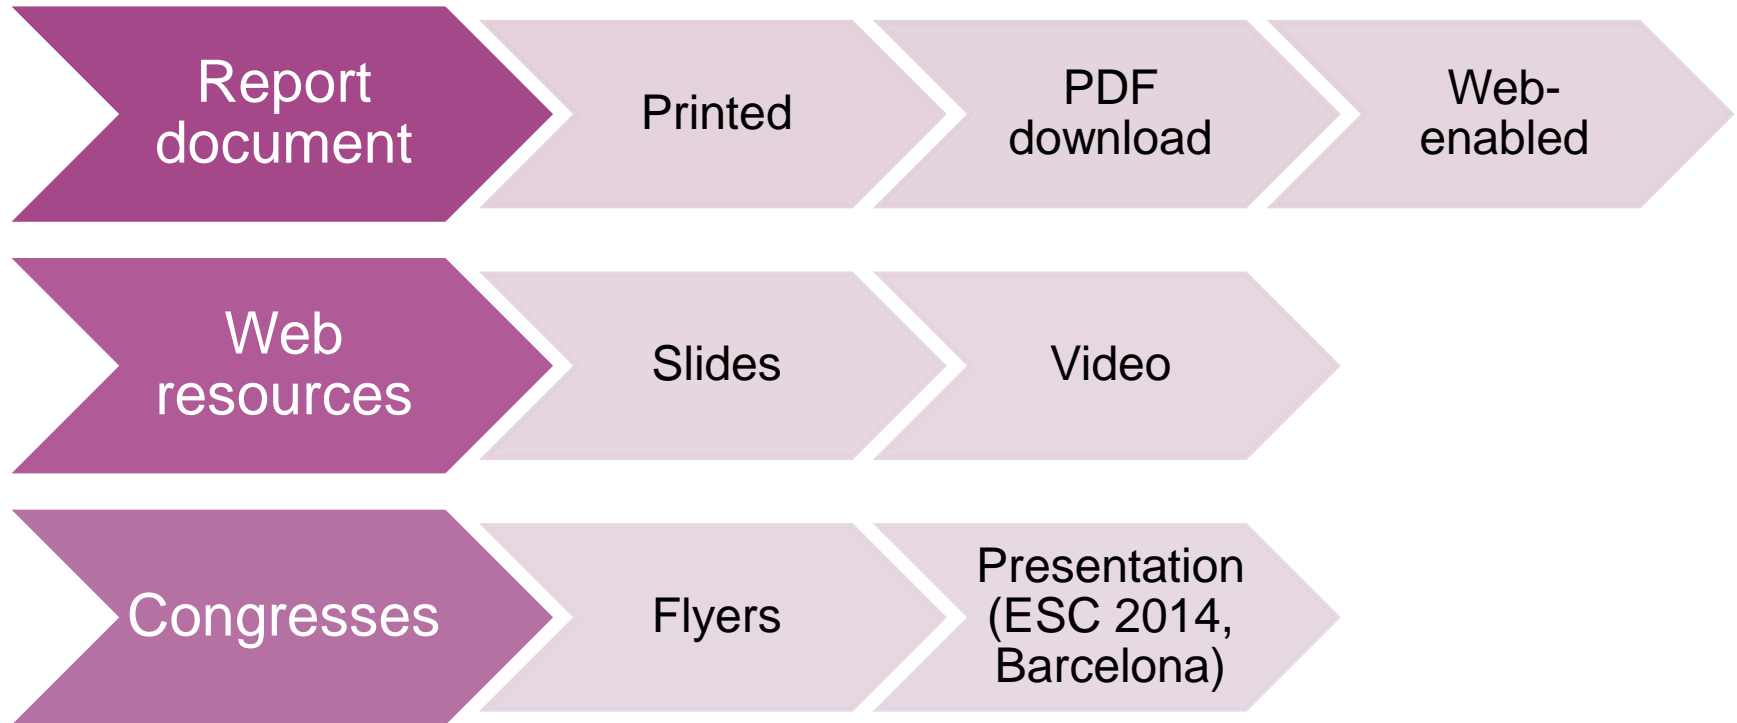 Report
document
Printed
PDF
download
Web-
enabled
Web
resources
Slides
Video
Congresses
Flyers
Presentation
(ESC 2014,
Barcelona)